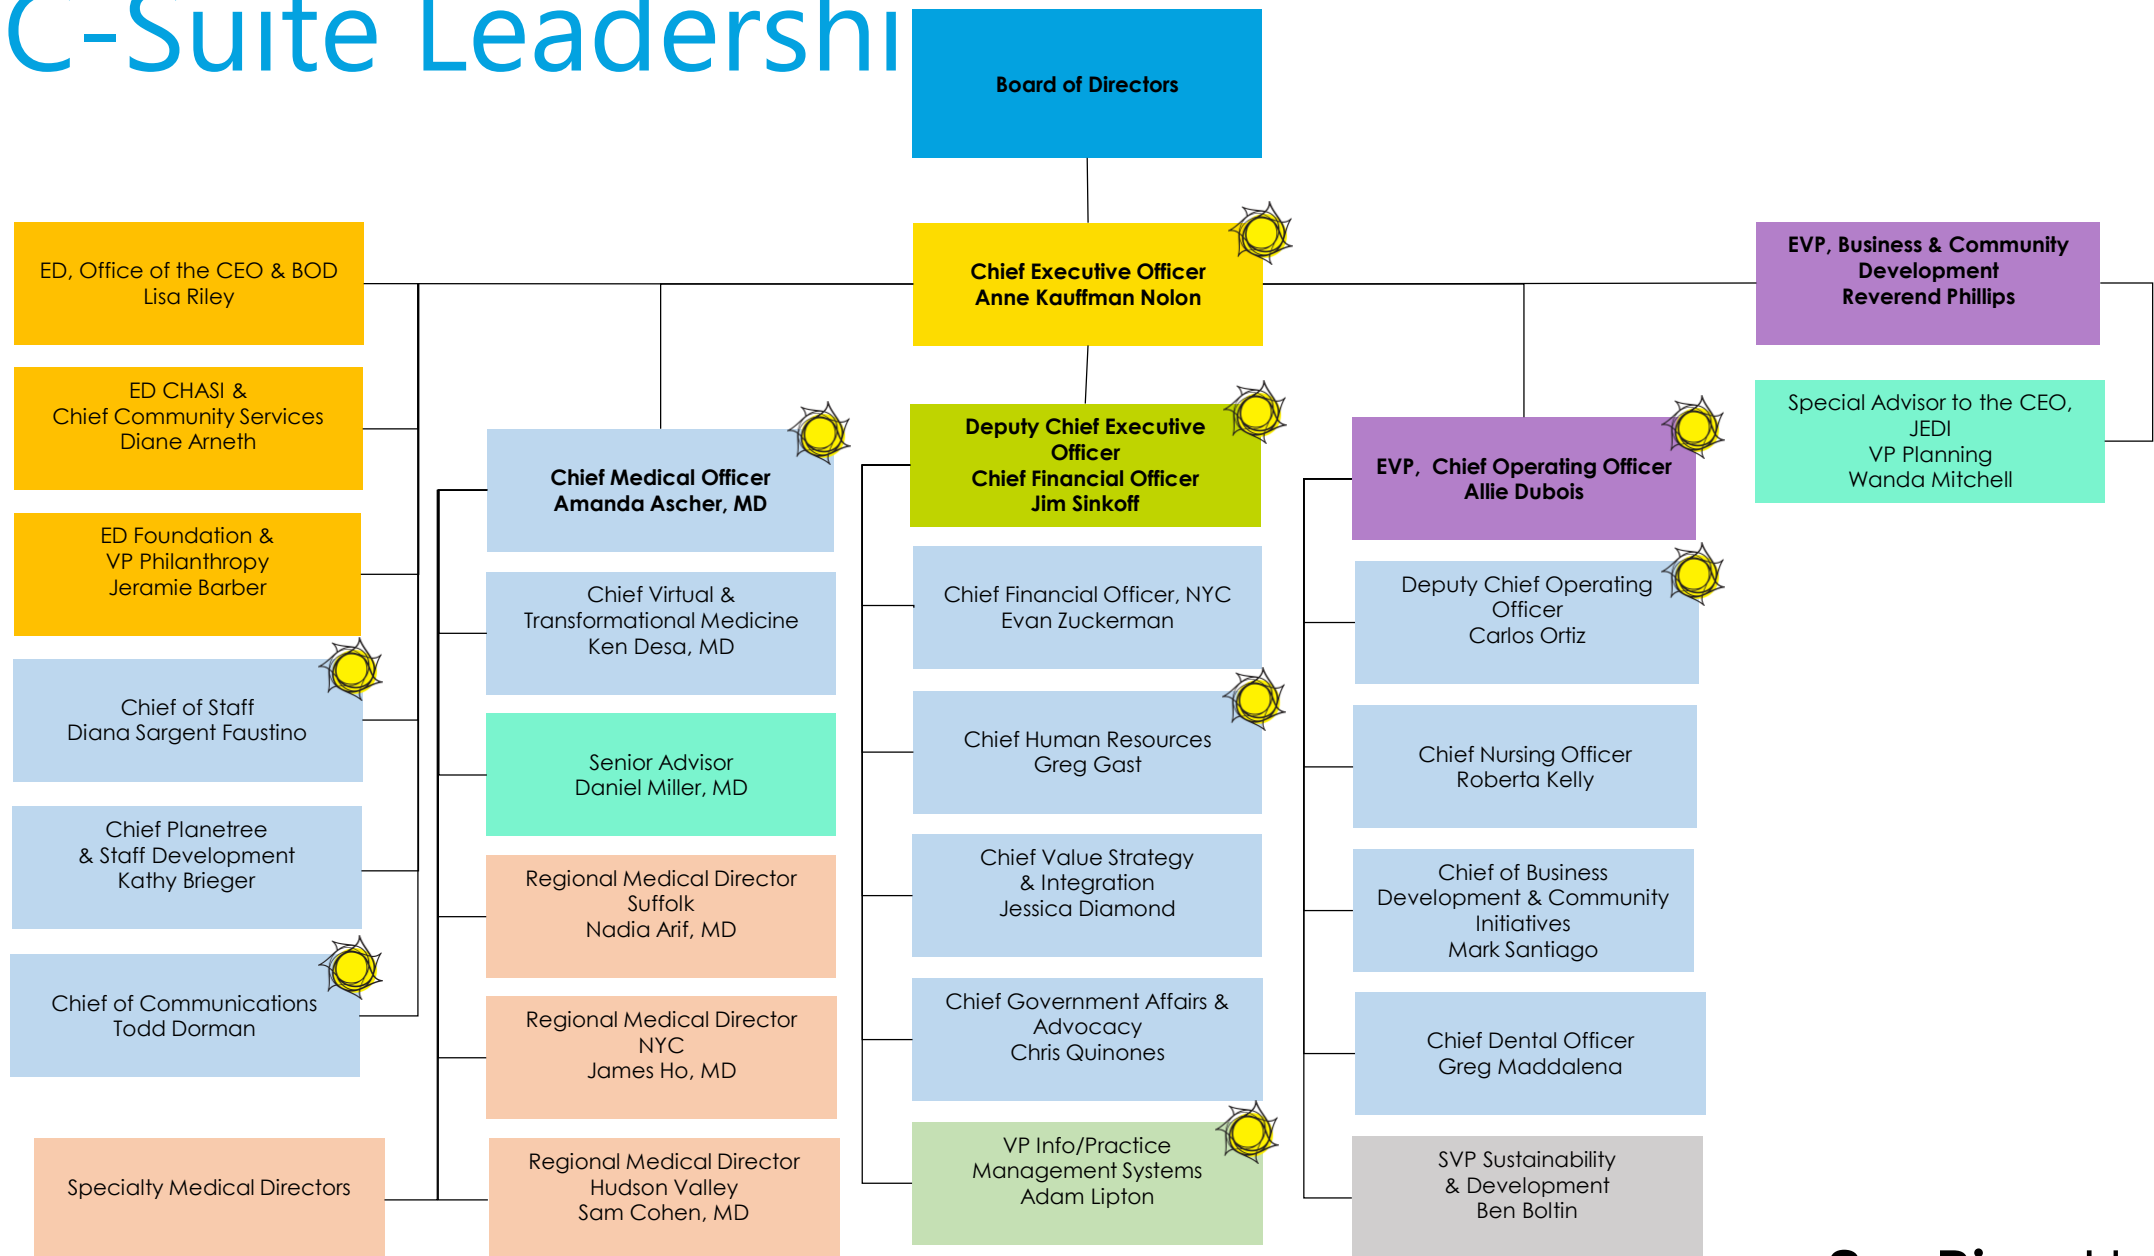 C-Suite Leadershi
Board of Directors
ED, Office of the CEO & BOD
Lisa Riley
Chief Executive Officer
Anne Kauffman Nolon
EVP, Business & Community
Development
Reverend Phillips
ED CHASI &
Chief Community Services
Diane Arneth
ED Foundation &
VP Philanthropy
Jeramie Barber
Chief of Staff
Diana Sargent Faustino
Chief Planetree
& Staff Development
Kathy Brieger
Chief of Communications
Todd Dorman
Specialty Medical Directors
Chief Medical Officer
Amanda Ascher, MD
Chief Virtual &
Transformational Medicine
Ken Desa, MD
Senior Advisor
Daniel Miller, MD
Regional Medical Director
Suffolk
Nadia Arif, MD
Regional Medical Director
NYC
James Ho, MD
Regional Medical Director
Hudson Valley
Sam Cohen, MD
Deputy Chief Executive
Officer
Chief Financial Officer
Jim Sinkoff
Chief Financial Officer, NYC
Evan Zuckerman
Chief Human Resources
Greg Gast
Chief Value Strategy
& Integration
Jessica Diamond
Chief Government Affairs &
Advocacy
Chris Quinones
VP Info/Practice
Management Systems
Adam Lipton
EVP, Chief Operating Officer
Allie Dubois
Deputy Chief Operating
Officer
Carlos Ortiz
Chief Nursing Officer
Roberta Kelly
Chief of Business
Development & Community
Initiatives
Mark Santiago
Chief Dental Officer
Greg Maddalena
SVP Sustainability
& Development
Ben Boltin
Special Advisor to the CEO,
JEDI
VP Planning
Wanda Mitchell